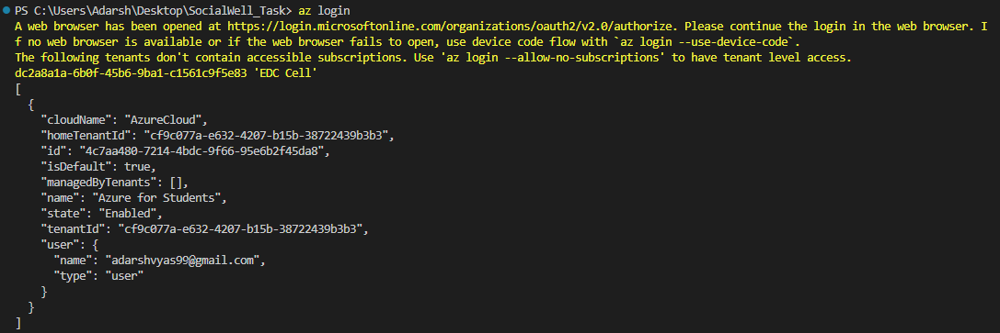 PS C:\Users\Adarsh\Desktop\SocialWell_Task> az login
A web browser has been opened at https://login.microsoftonline.com/organizations/oauth2/v2.0/authorize. Please continue the login in the web browser. I
f no web browser is available or if the web browser fails to open, use device code flow with `az login --use-device-code`.
The following tenants don't contain accessible subscriptions. Use 'az login --allow-no-subscriptions' to have tenant level access.
dc2a8a1a-6b0f-45b6-9ba1-c1561c9f5e83 'EDC Cell'
[
  {
    "cloudName": "AzureCloud",
    "homeTenantId": "cf9c077a-e632-4207-b15b-38722439b3b3",
    "id": "4c7aa480-7214-4bdc-9f66-95e6b2f45da8",
    "isDefault": true,
    "managedByTenants": [],
    "name": "Azure for Students",
    "state": "Enabled",
    "tenantId": "cf9c077a-e632-4207-b15b-38722439b3b3",
    "user": {
      "name": "adarshvyas99@gmail.com",
      "type": "user"
    }
  }
]